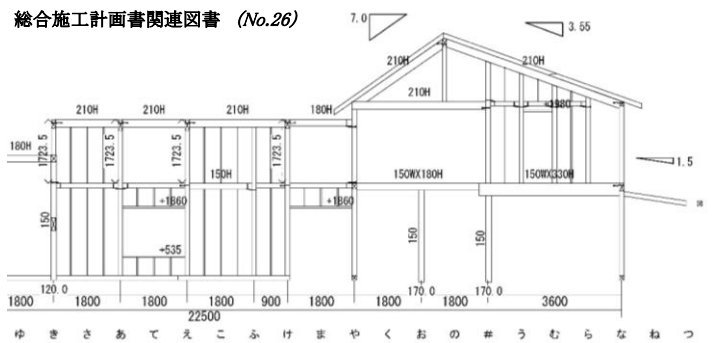 総合施工計画書関連図書 (No.26)
7.0
3.55
210H 210H
210H
210H 210H 210H 180H
+1980
180H
1723.5 1723.5 1723.5 1723.5
1.5
150H 150WX180H 150WX330H
+1860 +1860
150 150 150
+535
120.0 170.0 170.0
1800 1800 1800 1800 900 1800 1800 1800 3600
22500
ゆ き さ あ て え こ ふ け ま や く お の # う む ら な ね つ